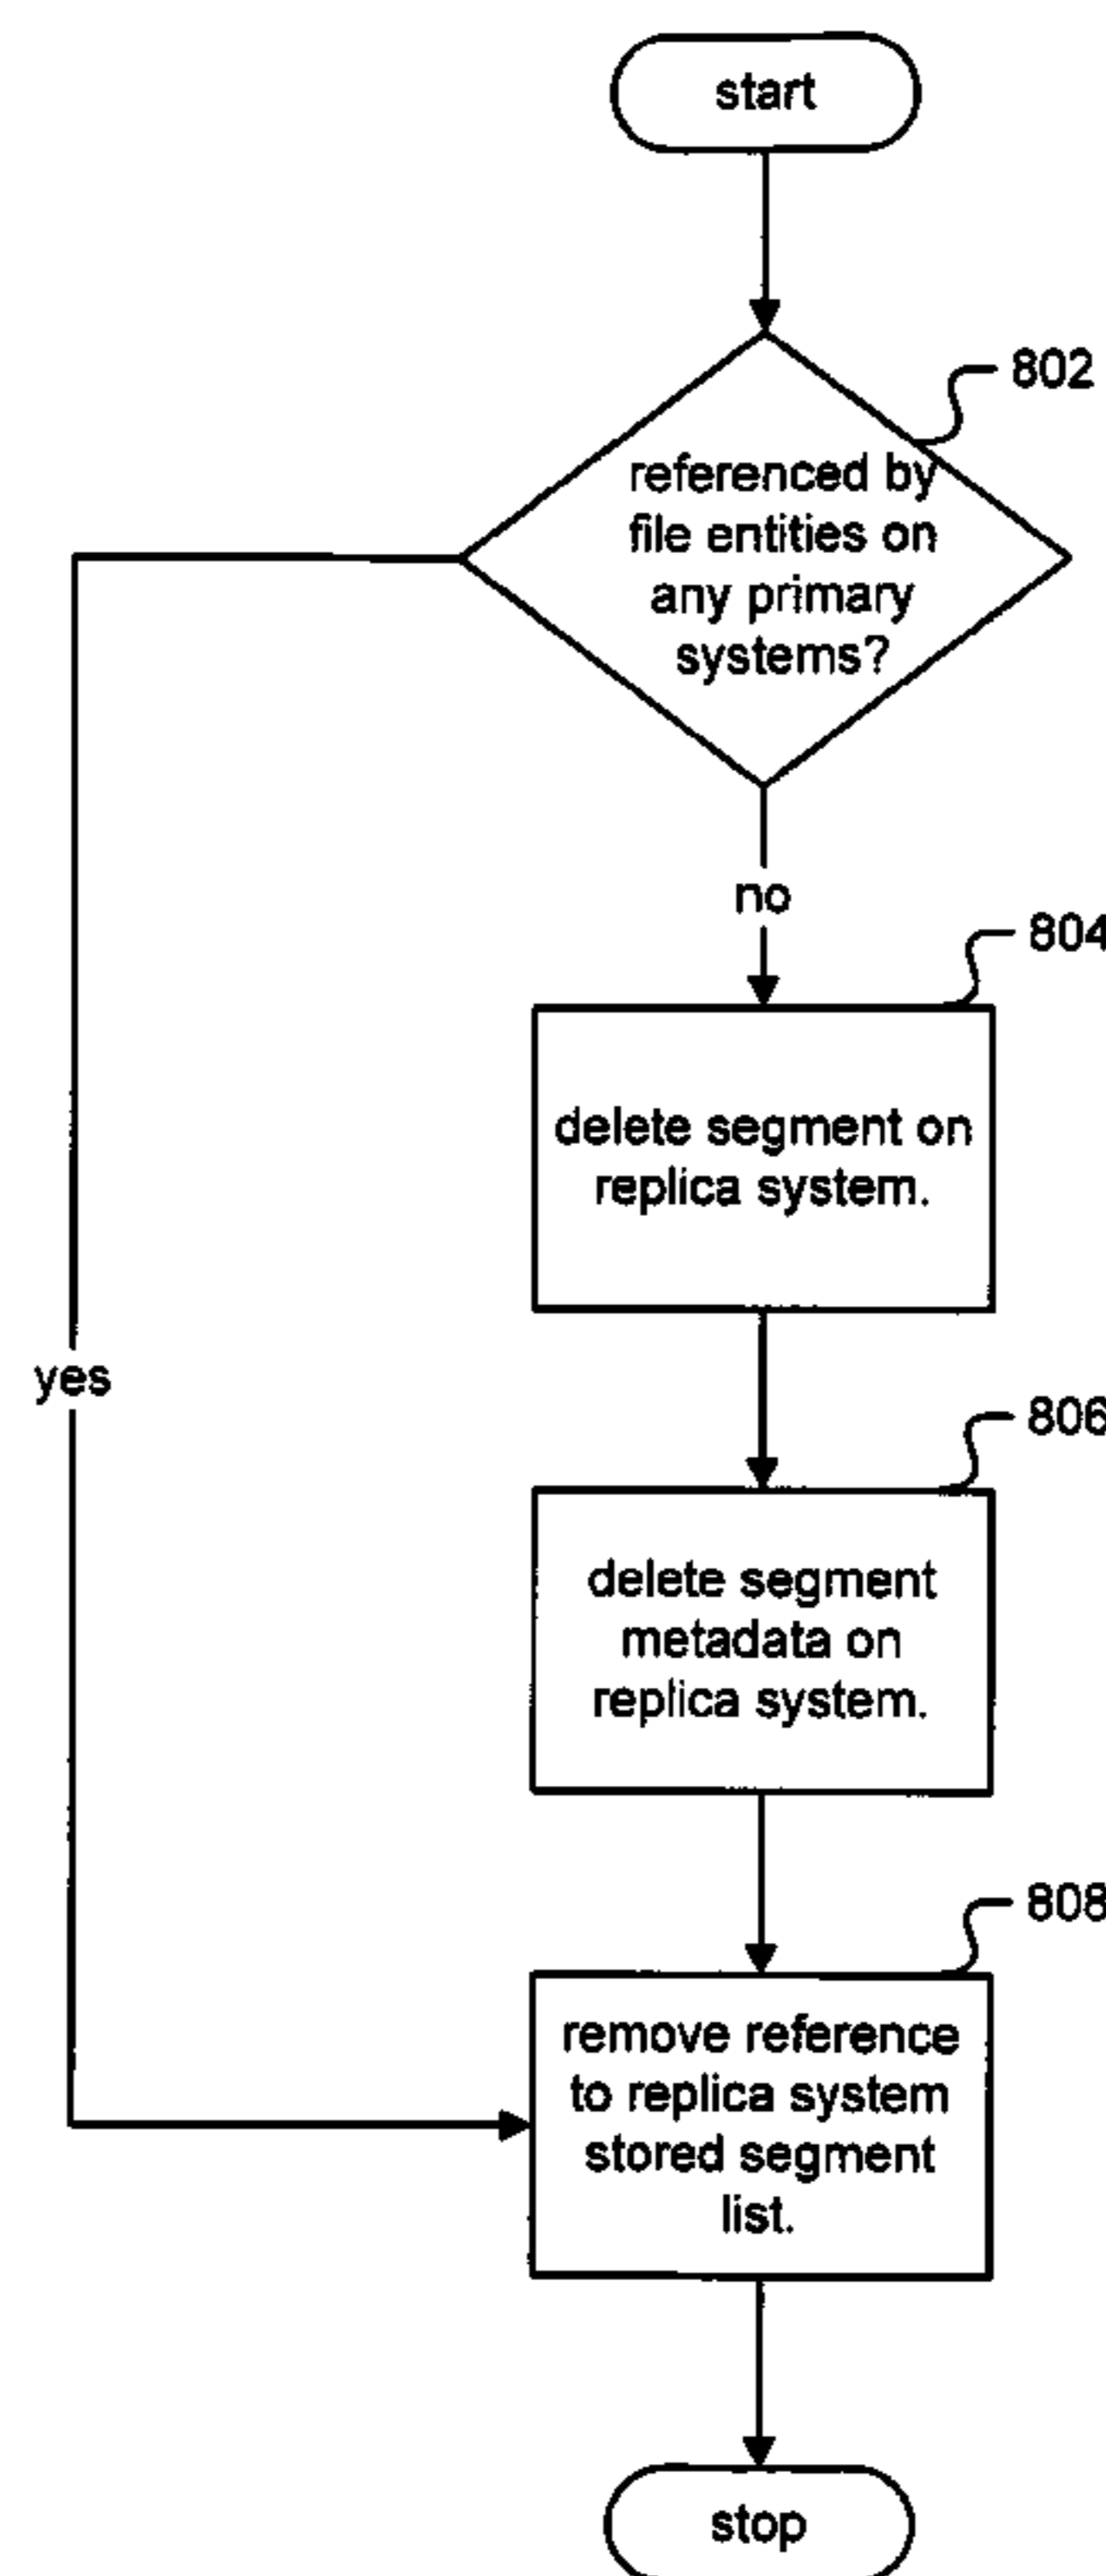 start
802
referenced by
file entities on
any primary
systems?
no
804
delete segment on
replica system.
yes
806
delete segment
metadata on
replica system.
808
remove reference
to replica system
stored segment
list.
stop